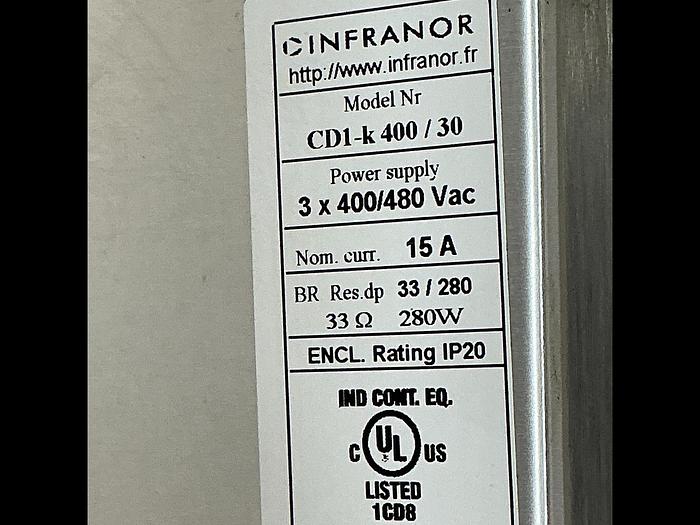 INFRANOR
http://www.infranor.fr
Model Nr
CD1-k 400 / 30
Power supply
3 x 400/480 Vac
Nom. curr. 15 A
BR Res.dp 33 / 280
33 Ω 280W
ENCL. Rating IP20
IND CONT. EQ.
C UL US
LISTED
1CD8